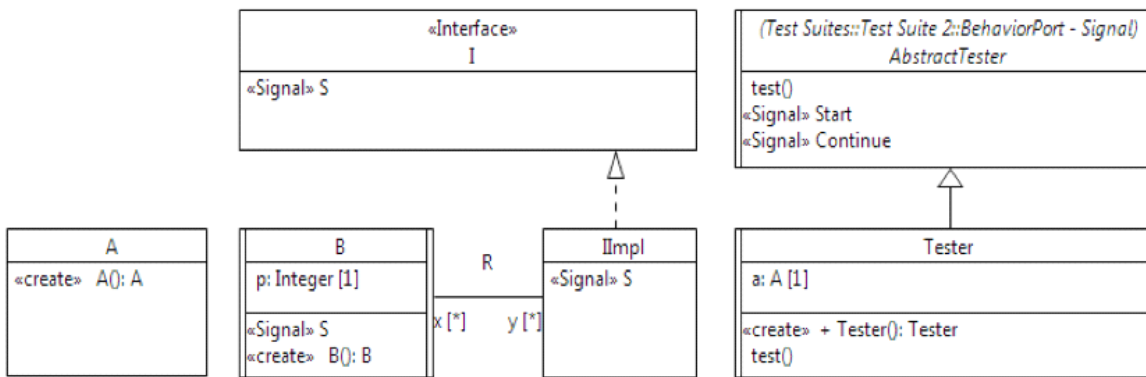 «Interface»
I
«Signal» S
(Test Suites::Test Suite 2::BehaviorPort - Signal)
AbstractTester
test()
«Signal» Start
«Signal» Continue
A
«create» A(): A
B
p: Integer [1]
«Signal» S
«create» B(): B
R
x [*] y [*]
IImpl
«Signal» S
Tester
a: A [1]
«create» + Tester(): Tester
test()